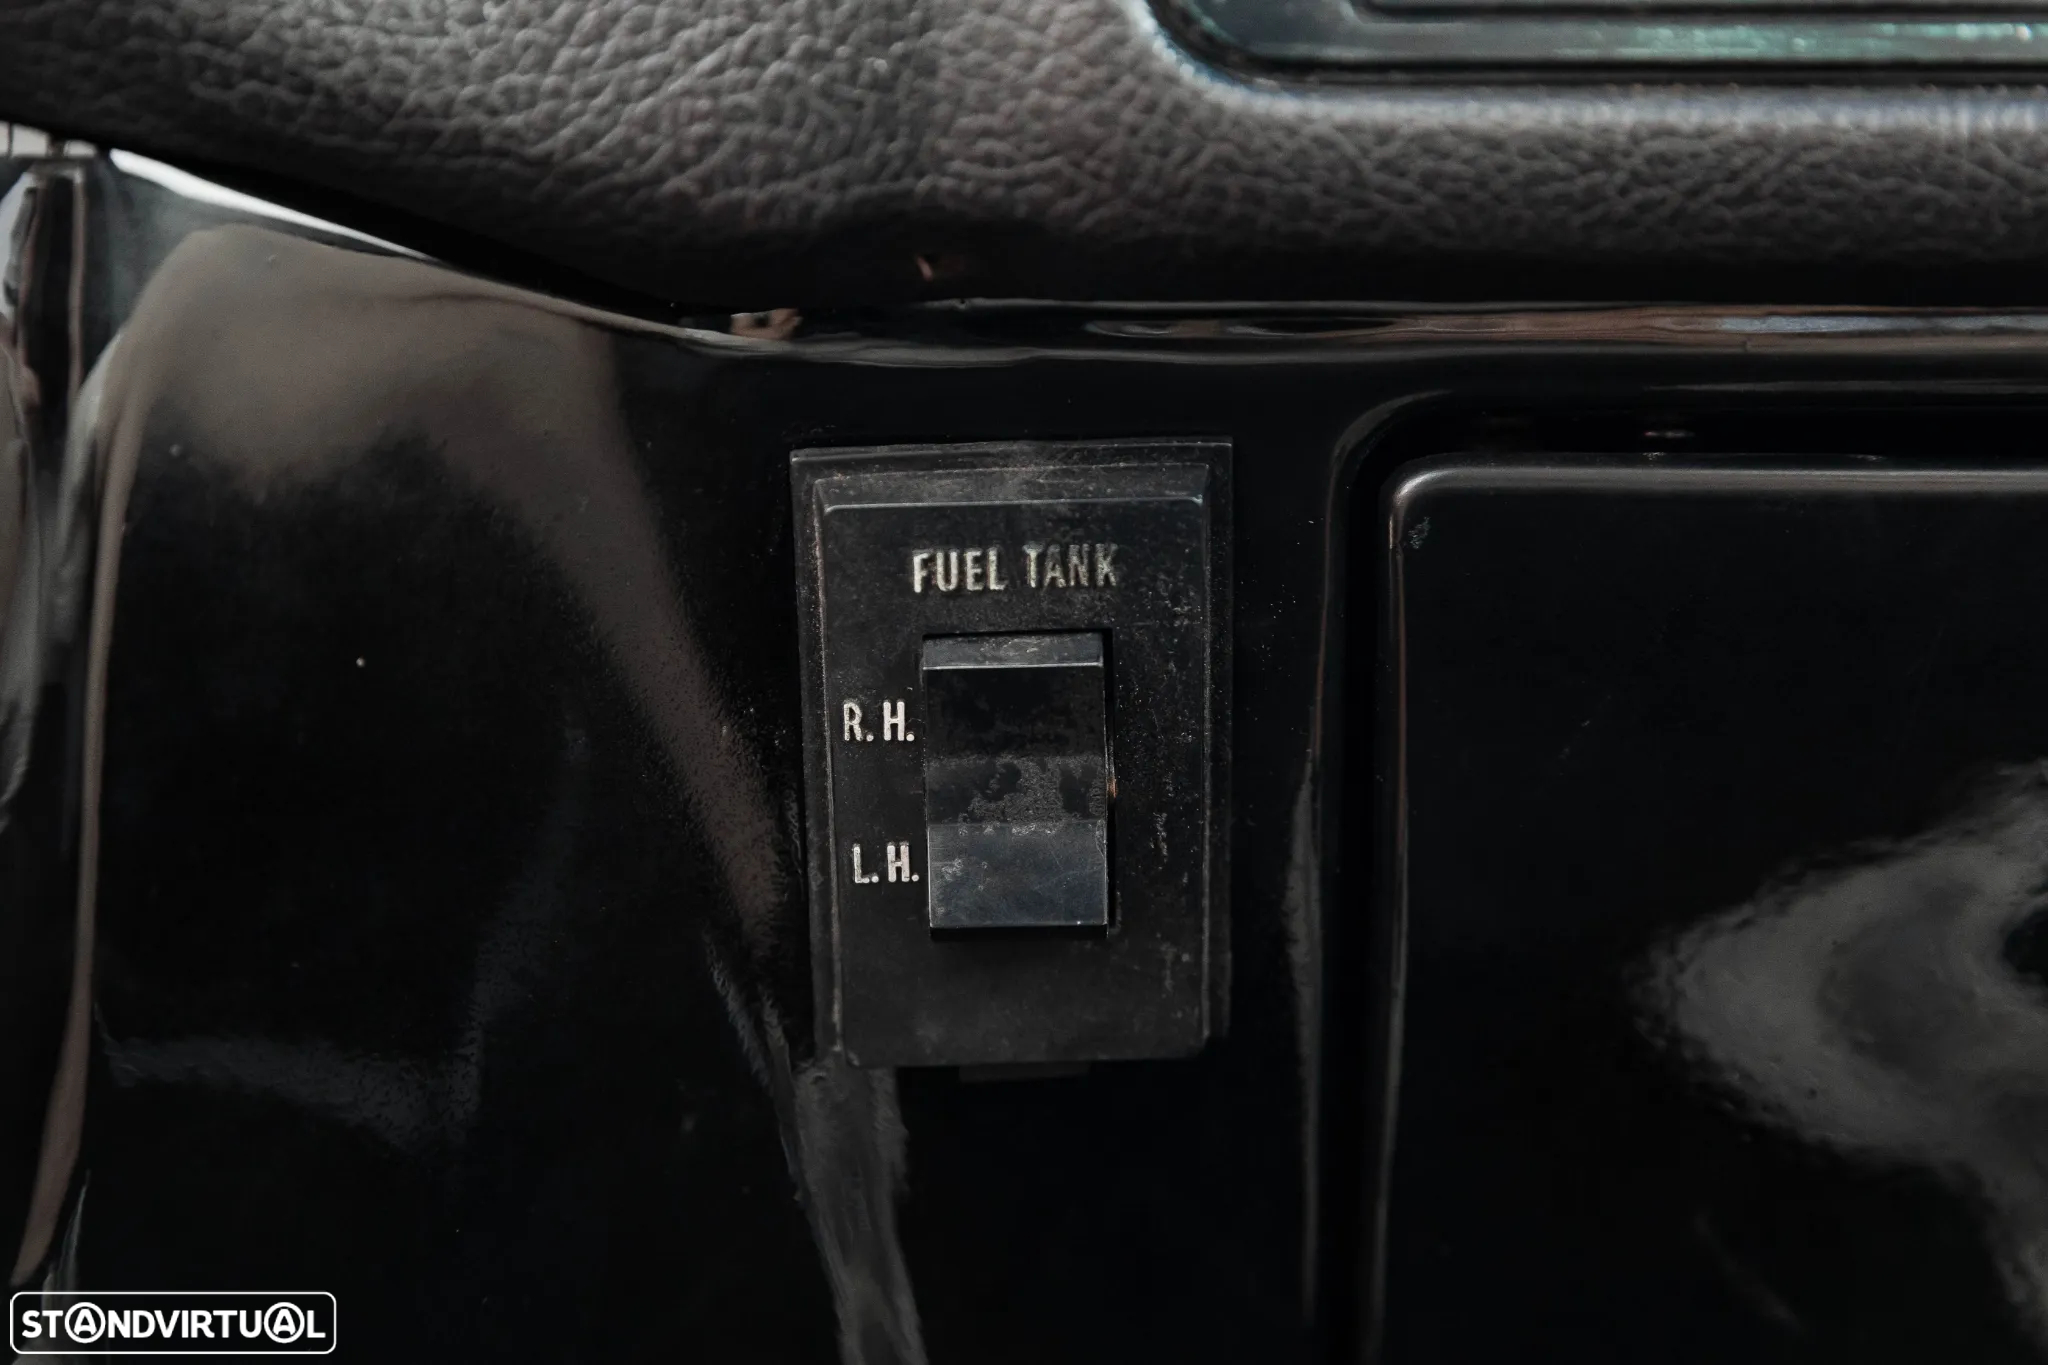 FUEL TANK
R.H.
L.H.
STANDVIRTUAL